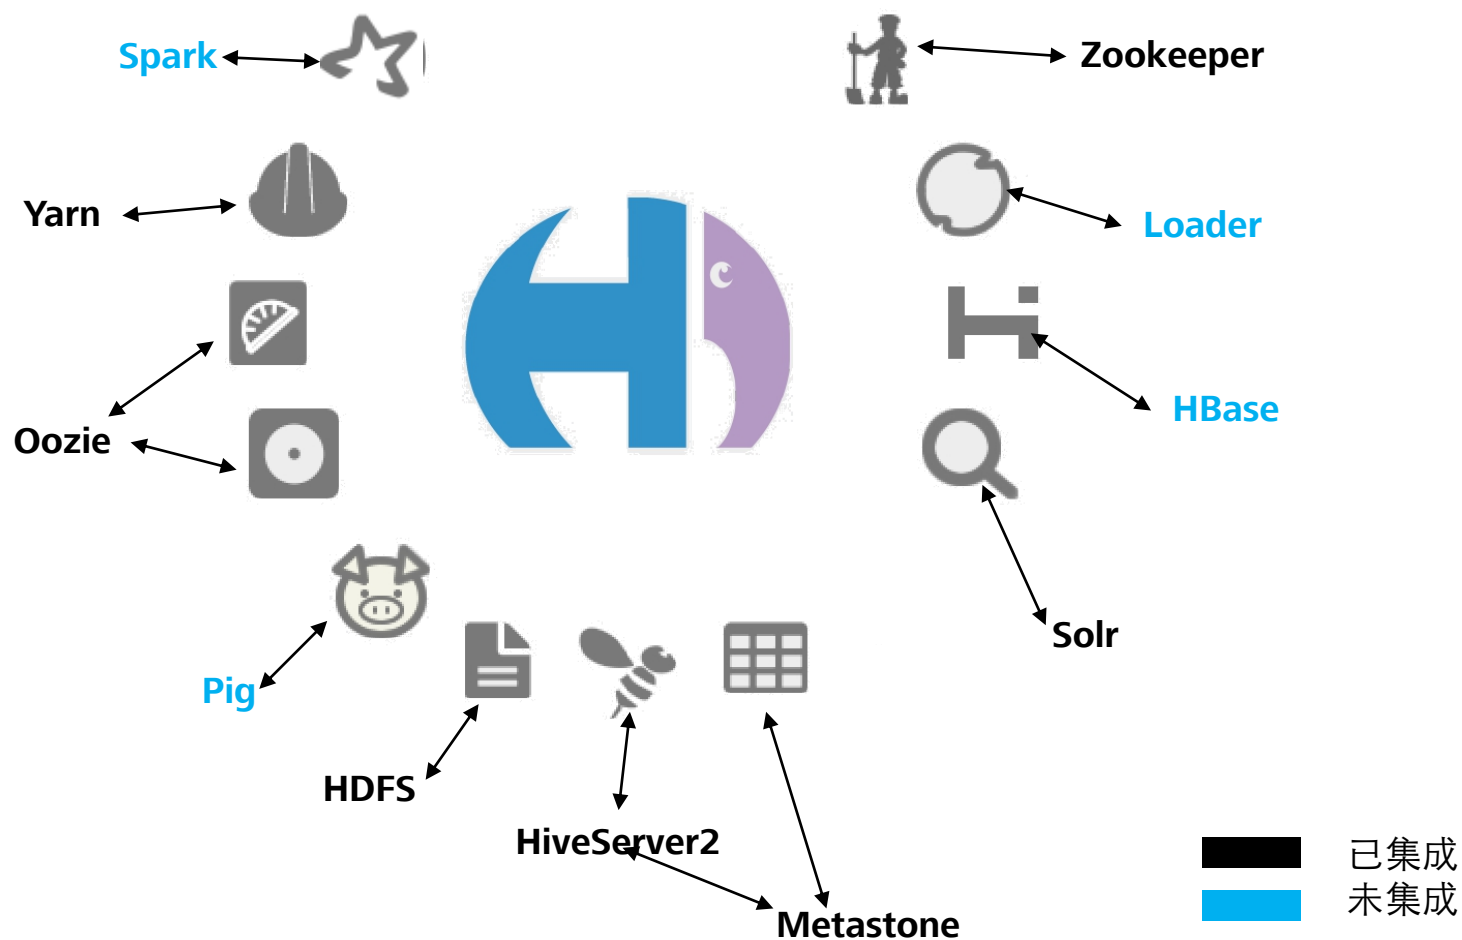 Spark
Zookeeper
Yarn
Loader
HBase
Oozie
Solr
Pig
HDFS
HiveServer2
Metastone
已集成
未集成